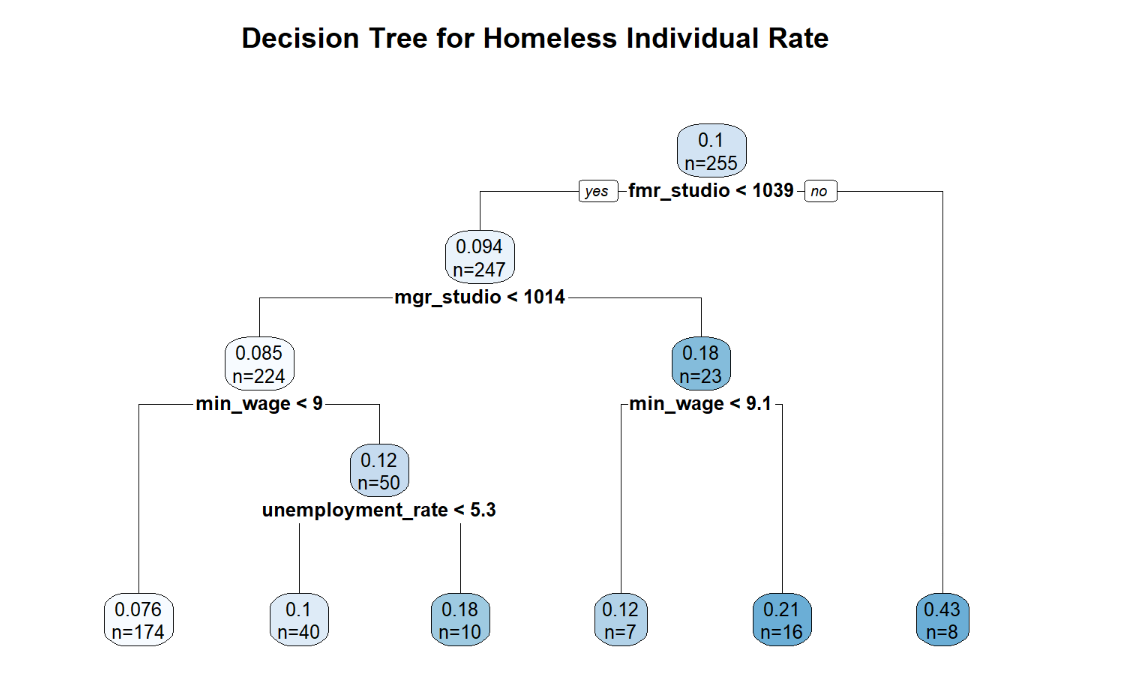 Decision Tree for Homeless Individual Rate
0.1
n=255
yes
fmr_studio < 1039
no
0.094
n=247
mgr_studio < 1014
0.085
n=224
0.18
n=23
min_wage < 9
min_wage < 9.1
0.12
n=50
unemployment_rate < 5.3
0.076
n=174
0.1
n=40
0.18
n=10
0.12
n=7
0.21
n=16
0.43
n=8